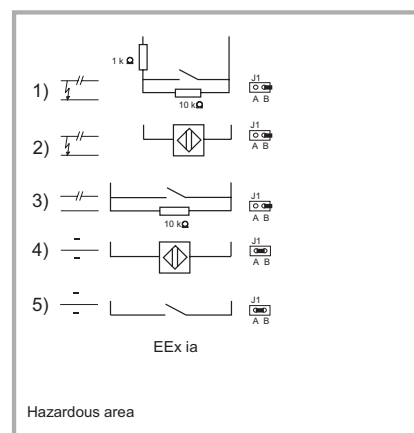 1 k Ω
1)
10 kΩ
J1
A B
2)
J1
A B
3)
10 kΩ
J1
A B
4)
J1
A B
5)
J1
A B
EEx ia
Hazardous area